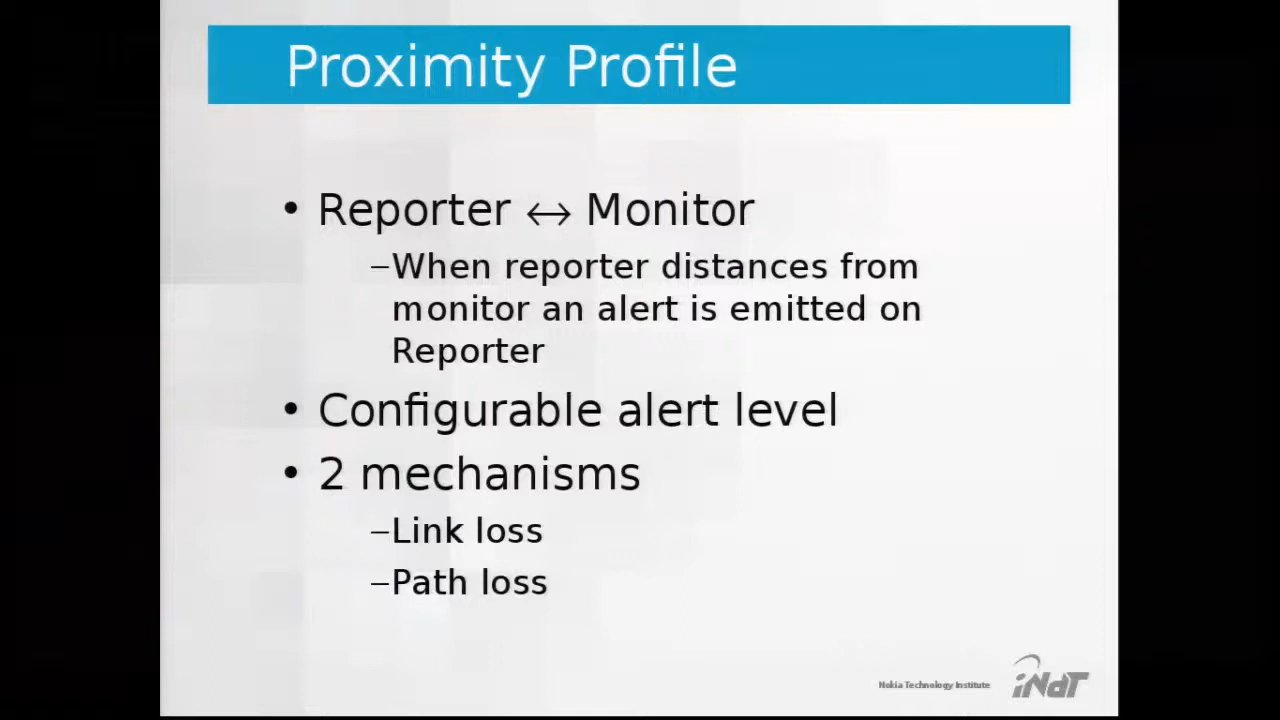 Proximity Profile
• Reporter ↔ Monitor
–When reporter distances from
monitor an alert is emitted on
Reporter
• Configurable alert level
• 2 mechanisms
–Link loss
–Path loss
Nokia Technology Institute
iNdT